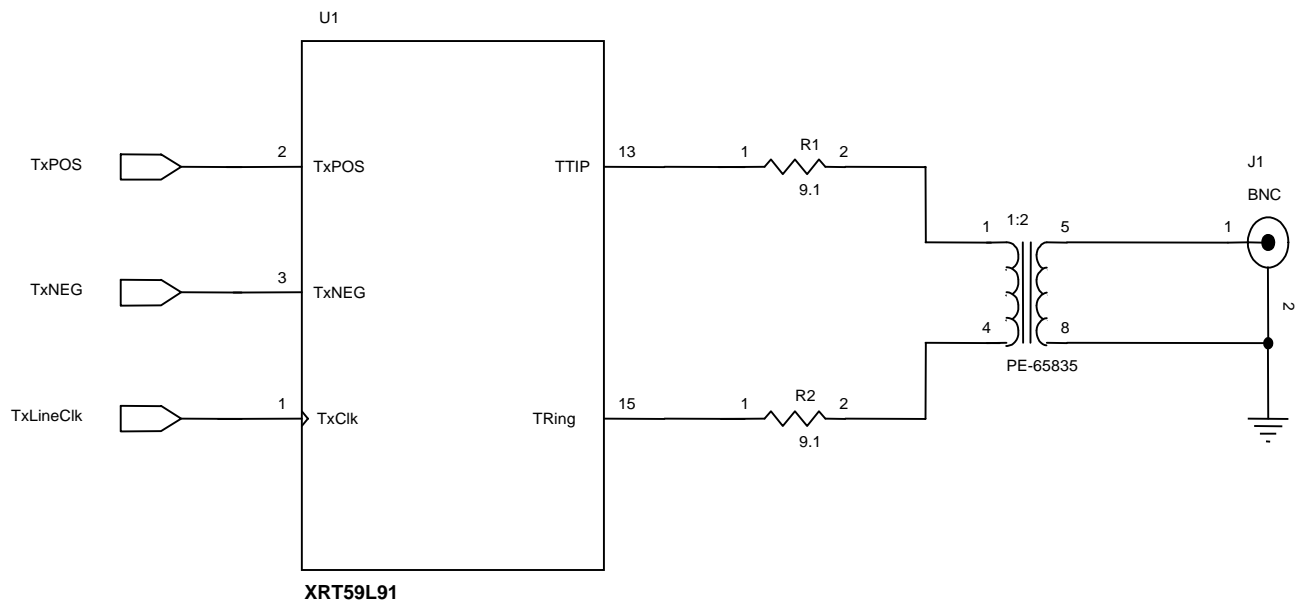 U1
TxPOS
2
TxPOS
TTIP
13
1
R1
2
9.1
J1
BNC
1:2
1
5
1
TxNEG
3
TxNEG
2
4
8
PE-65835
TxLineClk
1
TxClk
TRing
15
1
R2
2
9.1
XRT59L91